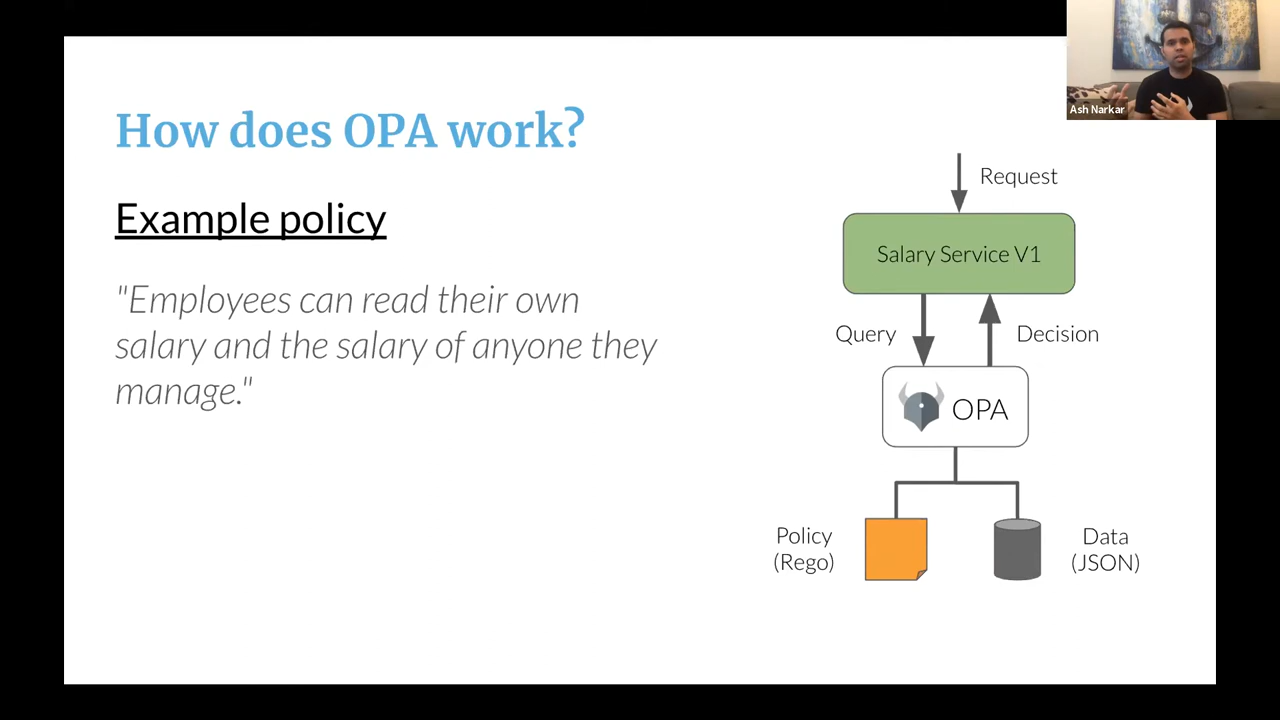 Ash Narkar
How does OPA work?
Example policy
"Employees can read their own
salary and the salary of anyone they
manage."
Request
Salary Service V1
Query
Decision
OPA
Policy
(Rego)
Data
(JSON)